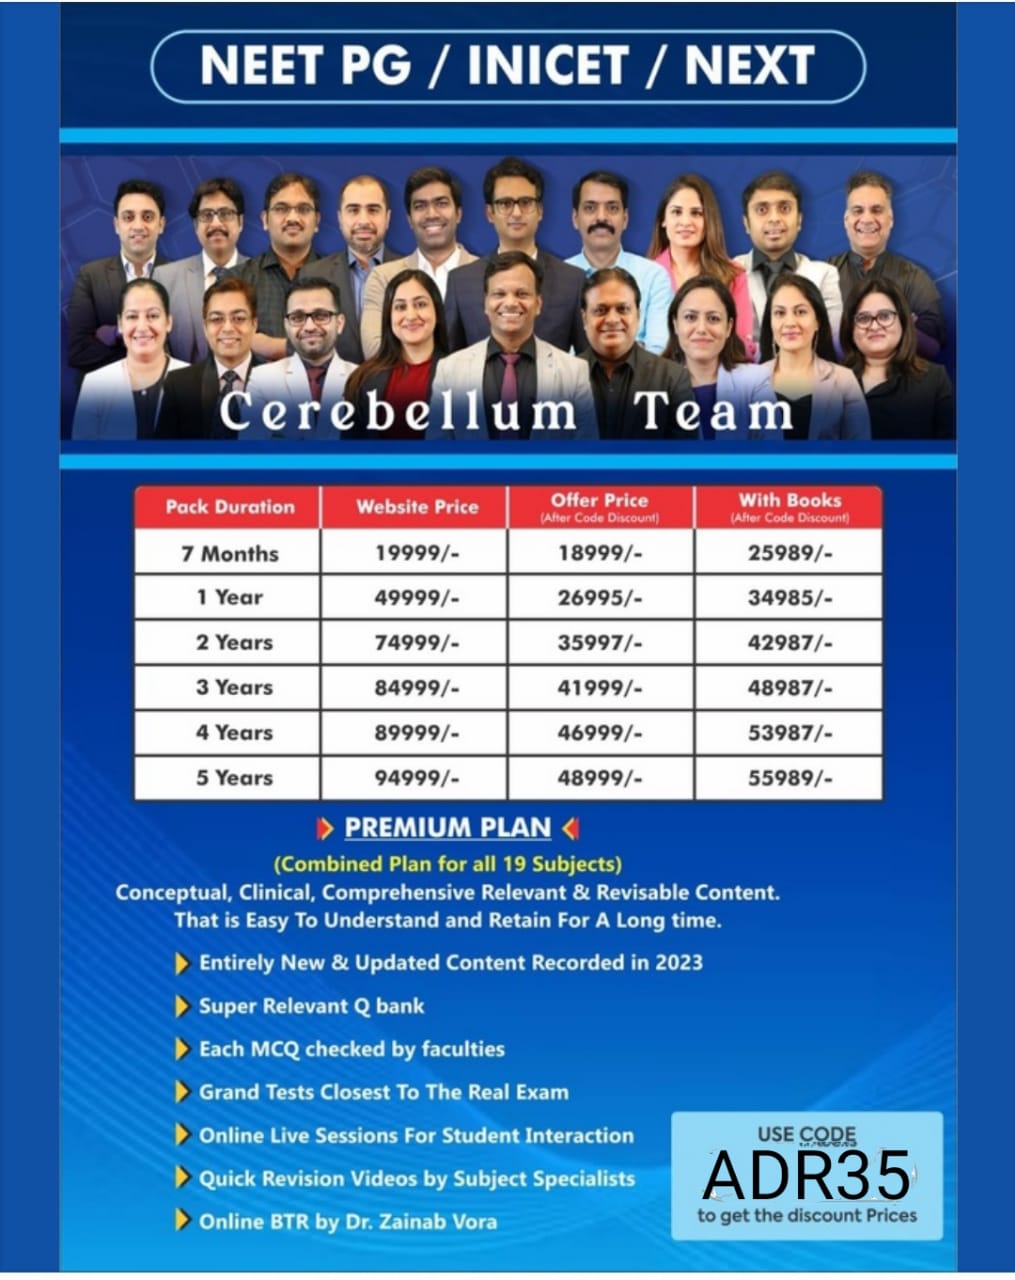 NEET PG / INICET / NEXT
Cerebellum Team
Pack Duration Website Price Offer Price (After Code Discount) With Books (After Code Discount)
7 Months 19999/- 18999/- 25989/-
1 Year 49999/- 26995/- 34985/-
2 Years 74999/- 35997/- 42987/-
3 Years 84999/- 41999/- 48987/-
4 Years 89999/- 46999/- 53987/-
5 Years 94999/- 48999/- 55989/-
PREMIUM PLAN
(Combined Plan for all 19 Subjects)
Conceptual, Clinical, Comprehensive Relevant & Revisable Content.
That is Easy To Understand and Retain For A Long time.
Entirely New & Updated Content Recorded in 2023
Super Relevant Q bank
Each MCQ checked by faculties
Grand Tests Closest To The Real Exam
Online Live Sessions For Student Interaction
Quick Revision Videos by Subject Specialists
Online BTR by Dr. Zainab Vora
USE CODE
ADR35
to get the discount Prices